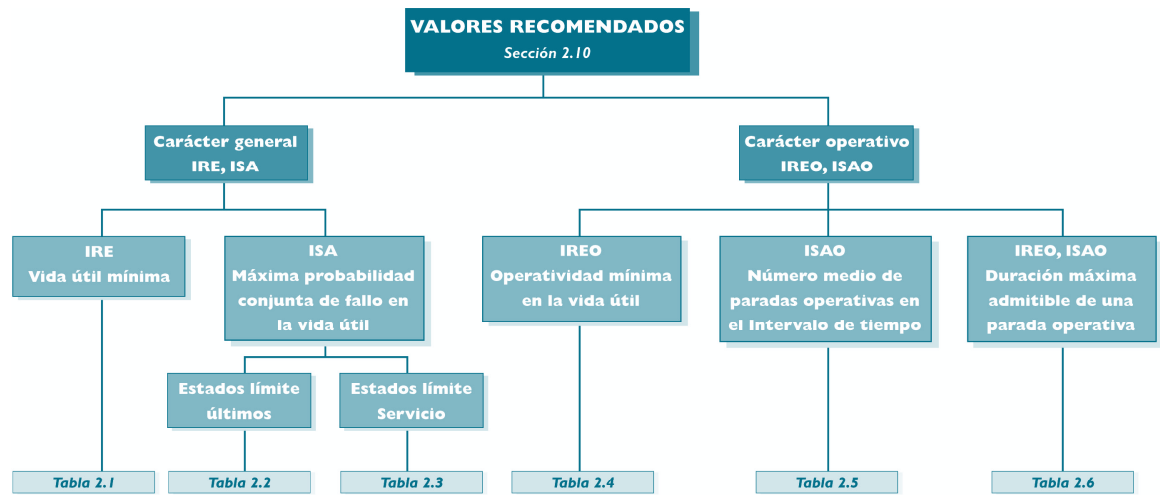 VALORES RECOMENDADOS
Sección 2.10
Carácter general
IRE, ISA
Carácter operativo
IREO, ISAO
IRE
Vida útil mínima
ISA
Máxima probabilidad
conjunta de fallo en
la vida útil
IREO
Operatividad mínima
en la vida útil
ISAO
Número medio de
paradas operativas en
el Intervalo de tiempo
IREO, ISAO
Duración máxima
admitible de una
parada operativa
Estados límite
últimos
Estados límite
Servicio
Tabla 2.1
Tabla 2.2
Tabla 2.3
Tabla 2.4
Tabla 2.5
Tabla 2.6